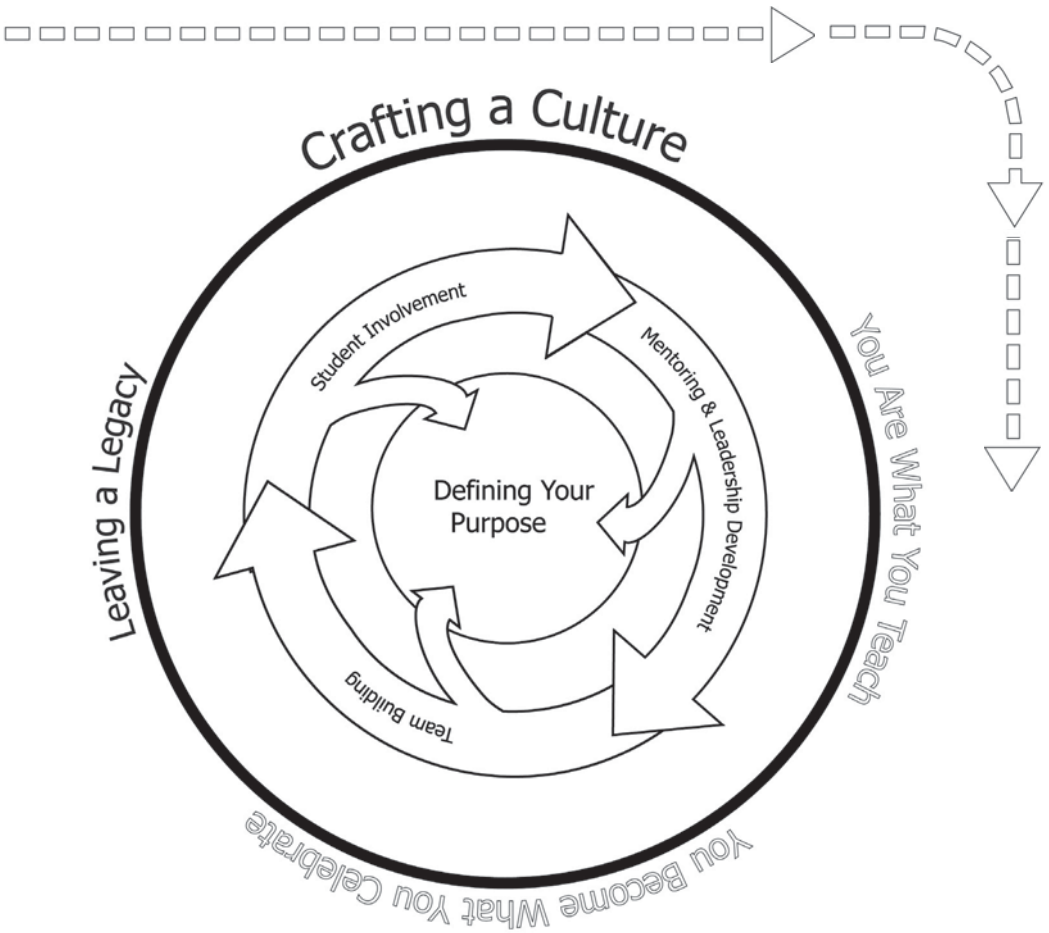 Crafting a Culture
Student Involvement
Mentoring & Leadership Development
You Are What You Teach
Leaving a Legacy
Defining Your
Purpose
Team Building
You Become What You Celebrate